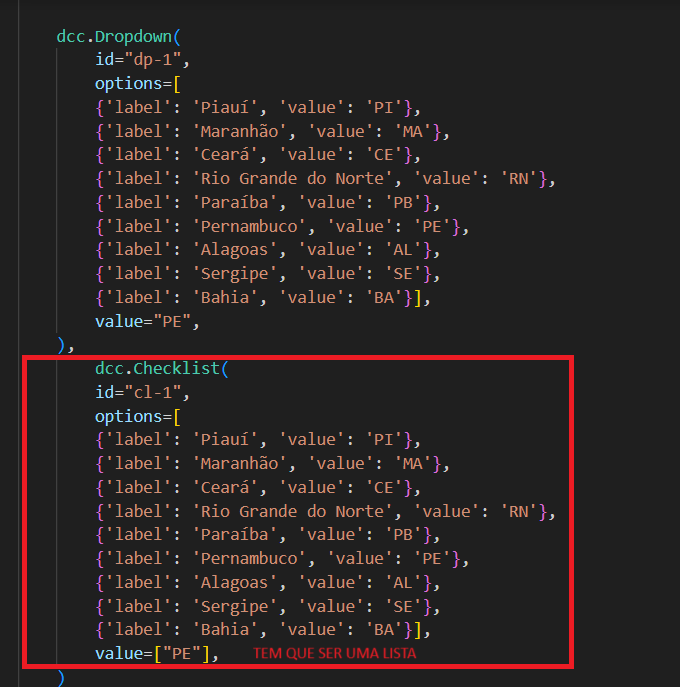 dcc.Dropdown(
id="dp-1",
options=[
{'label': 'Piauí', 'value': 'PI'},
{'label': 'Maranhão', 'value': 'MA'},
{'label': 'Ceará', 'value': 'CE'},
{'label': 'Rio Grande do Norte', 'value': 'RN'},
{'label': 'Paraíba', 'value': 'PB'},
{'label': 'Pernambuco', 'value': 'PE'},
{'label': 'Alagoas', 'value': 'AL'},
{'label': 'Sergipe', 'value': 'SE'},
{'label': 'Bahia', 'value': 'BA'}],
value="PE",
),
dcc.Checklist(
id="cl-1",
options=[
{'label': 'Piauí', 'value': 'PI'},
{'label': 'Maranhão', 'value': 'MA'},
{'label': 'Ceará', 'value': 'CE'},
{'label': 'Rio Grande do Norte', 'value': 'RN'},
{'label': 'Paraíba', 'value': 'PB'},
{'label': 'Pernambuco', 'value': 'PE'},
{'label': 'Alagoas', 'value': 'AL'},
{'label': 'Sergipe', 'value': 'SE'},
{'label': 'Bahia', 'value': 'BA'}],
value=["PE"], TEM QUE SER UMA LISTA
)